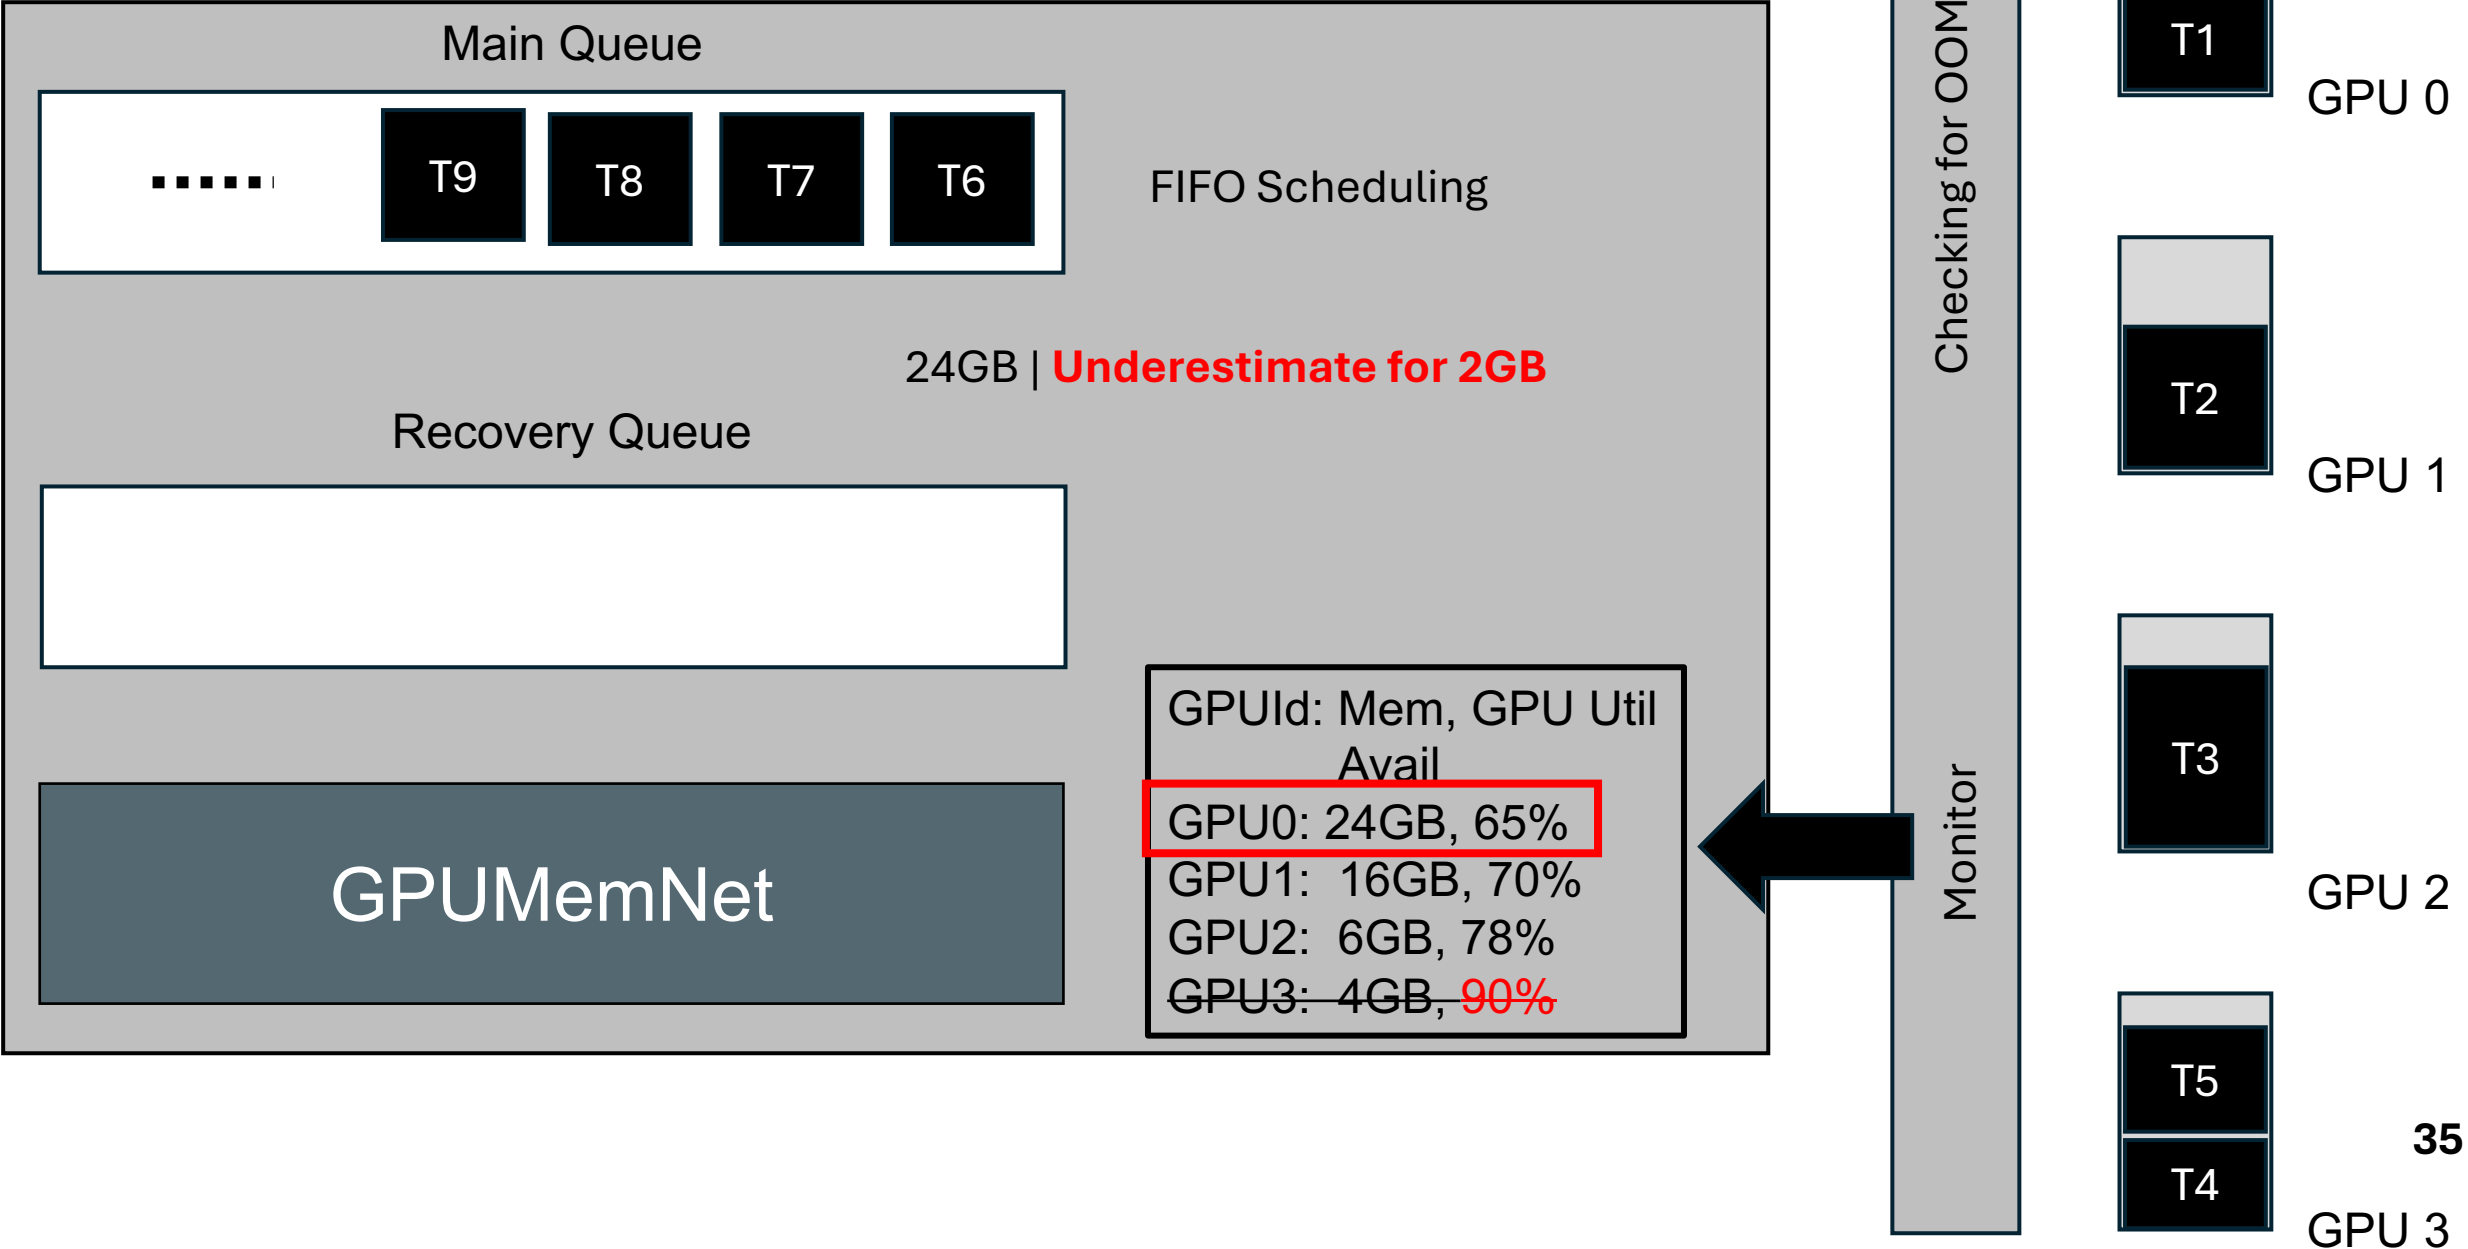 Main Queue
T9
T8
T7
T6
FIFO Scheduling
24GB | Underestimate for 2GB
Recovery Queue
GPUMemNet
GPUId: Mem, GPU Util
Avail
GPU0: 24GB, 65%
GPU1: 16GB, 70%
GPU2: 6GB, 78%
GPU3: 4GB, 90%
Checking for OOM
Monitor
T1
GPU 0
T2
GPU 1
T3
GPU 2
T5
T4
35
GPU 3